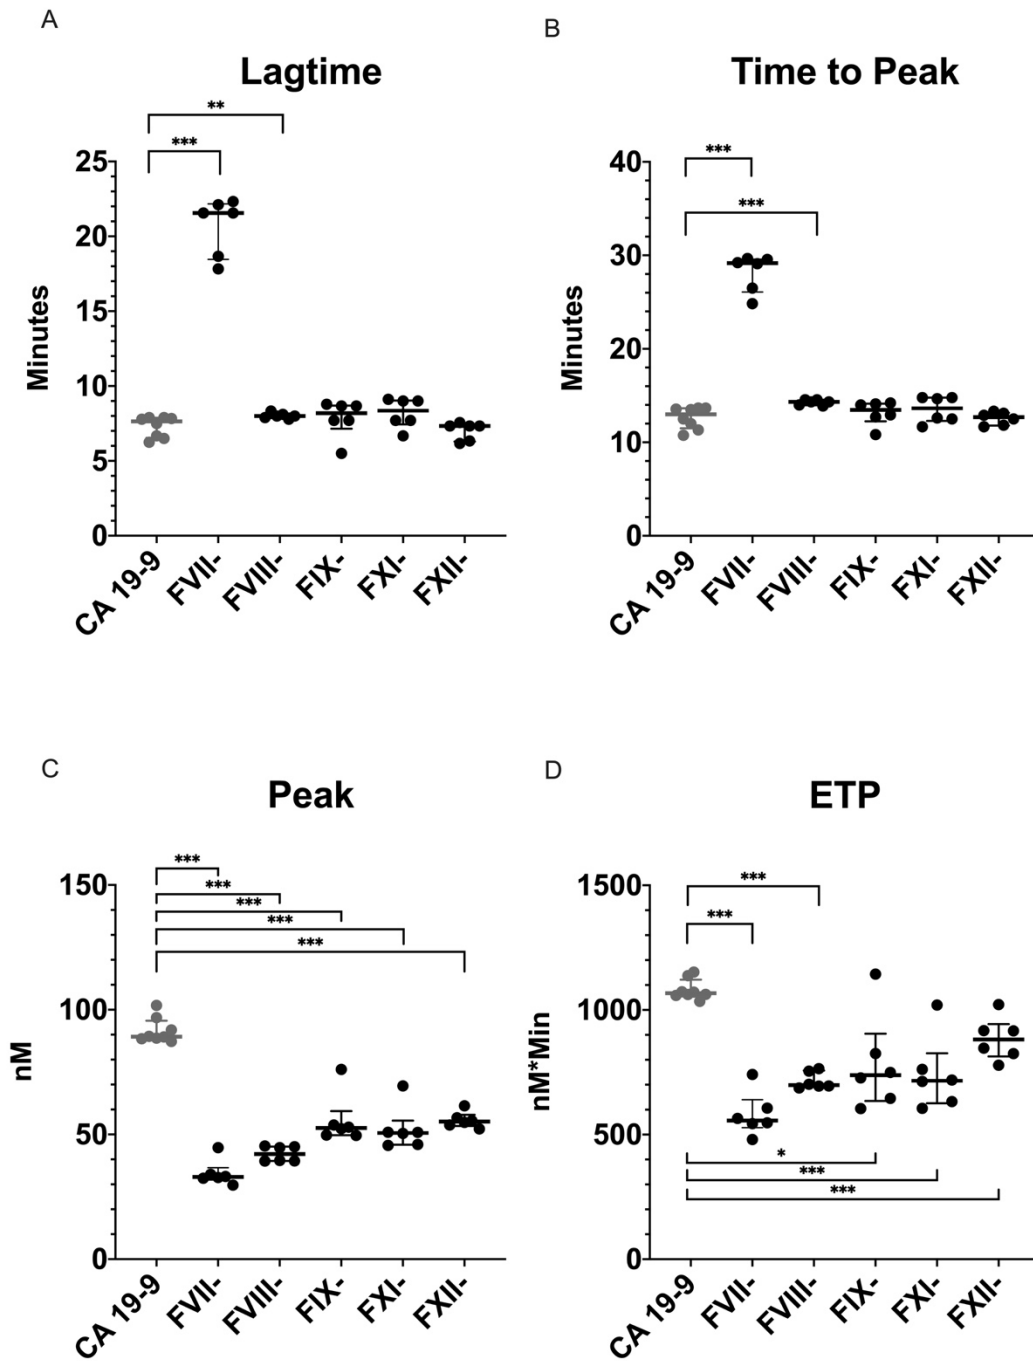 A
B
Lagtime
Time to Peak
**
***
***
***
25
20
15
10
5
0
Minutes
40
30
20
10
0
Minutes
CA 19-9
FVII-
FVIII-
FIX-
FXI-
FXII-
CA 19-9
FVII-
FVIII-
FIX-
FXI-
FXII-
C
D
Peak
ETP
***
***
***
***
***
***
***
150
100
50
0
nM
1500
1000
500
0
nM*Min
*
***
***
CA 19-9
FVII-
FVIII-
FIX-
FXI-
FXII-
CA 19-9
FVII-
FVIII-
FIX-
FXI-
FXII-